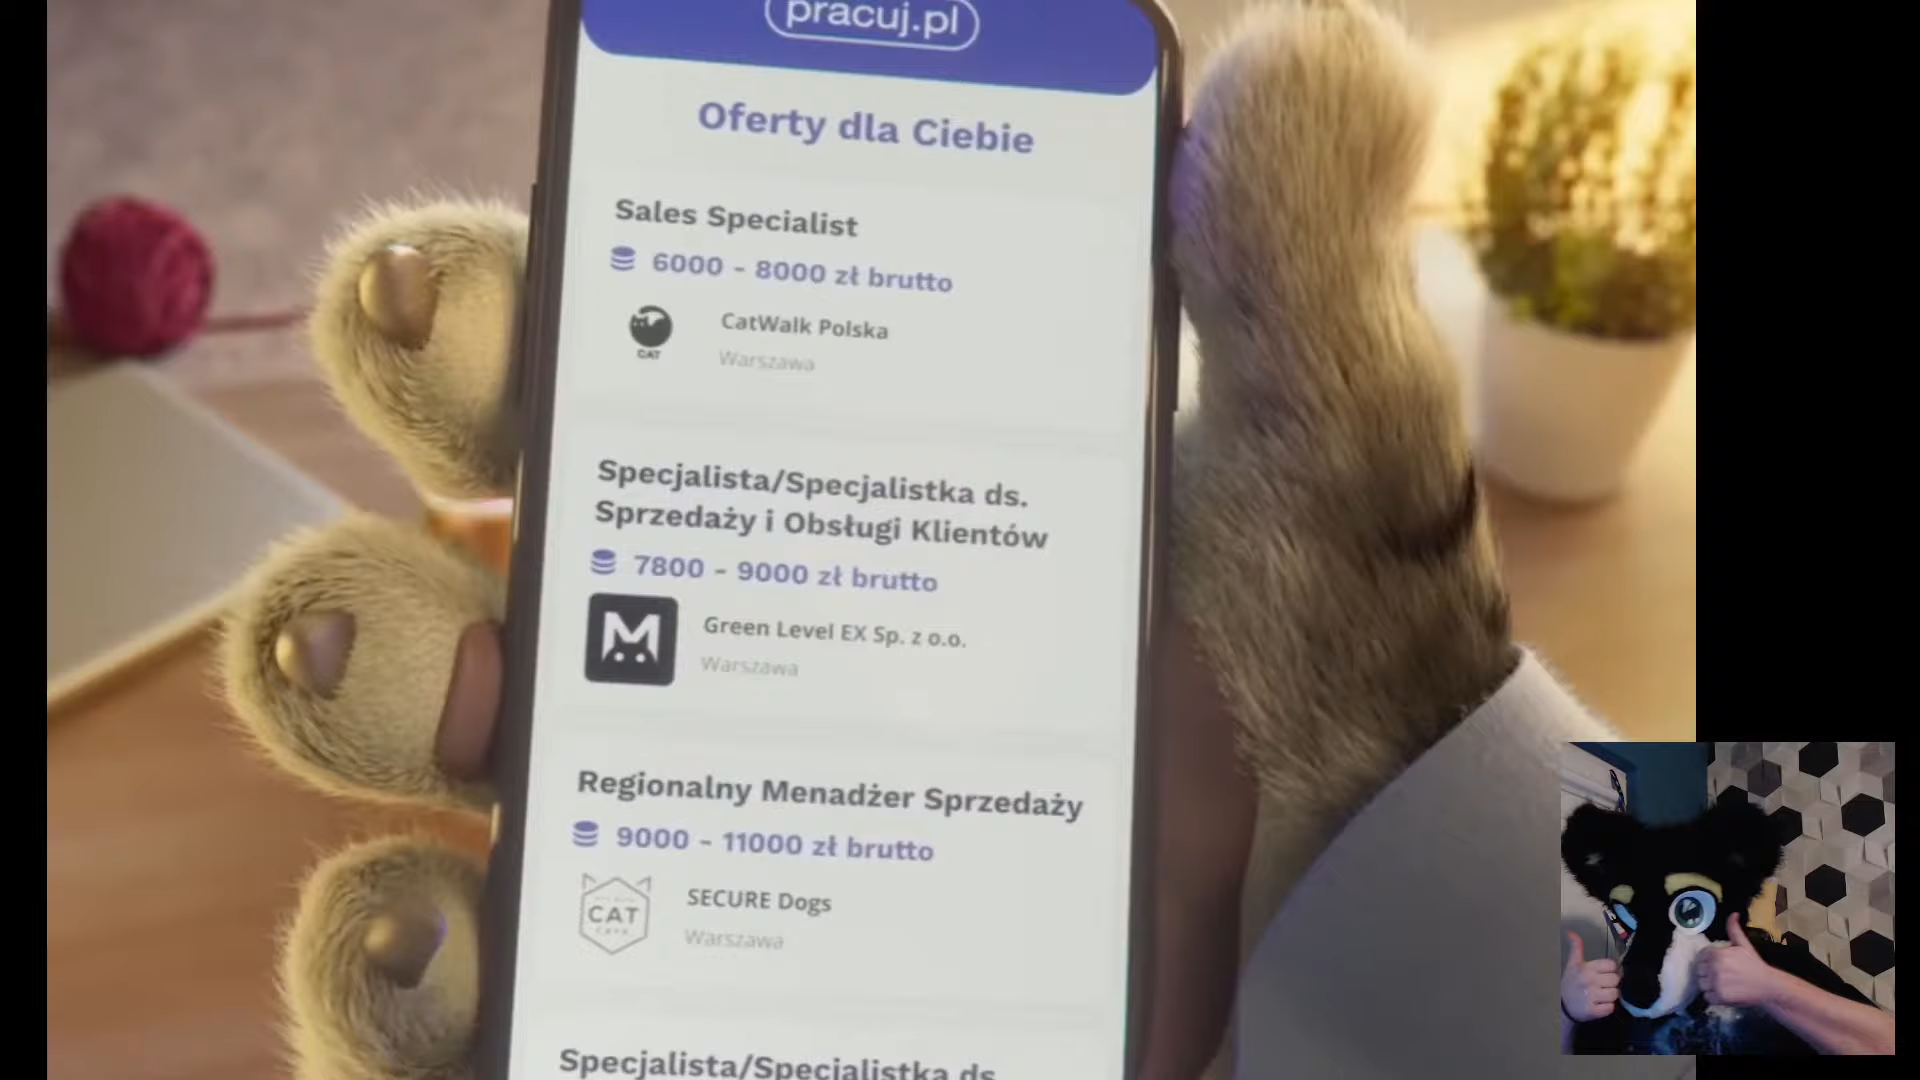 pracuj.pl
Oferty dla Ciebie
Sales Specialist
6000 - 8000 zł brutto
CAT
CatWalk Polska
Warszawa
Specjalista/Specjalistka ds.
Sprzedaży i Obsługi Klientów
7800 - 9000 zł brutto
M
Green Level EX Sp. z o.o.
Warszawa
Regionalny Menadżer Sprzedaży
9000 - 11000 zł brutto
CAT
SECURE Dogs
Warszawa
Specjalista/Specjalistka ds